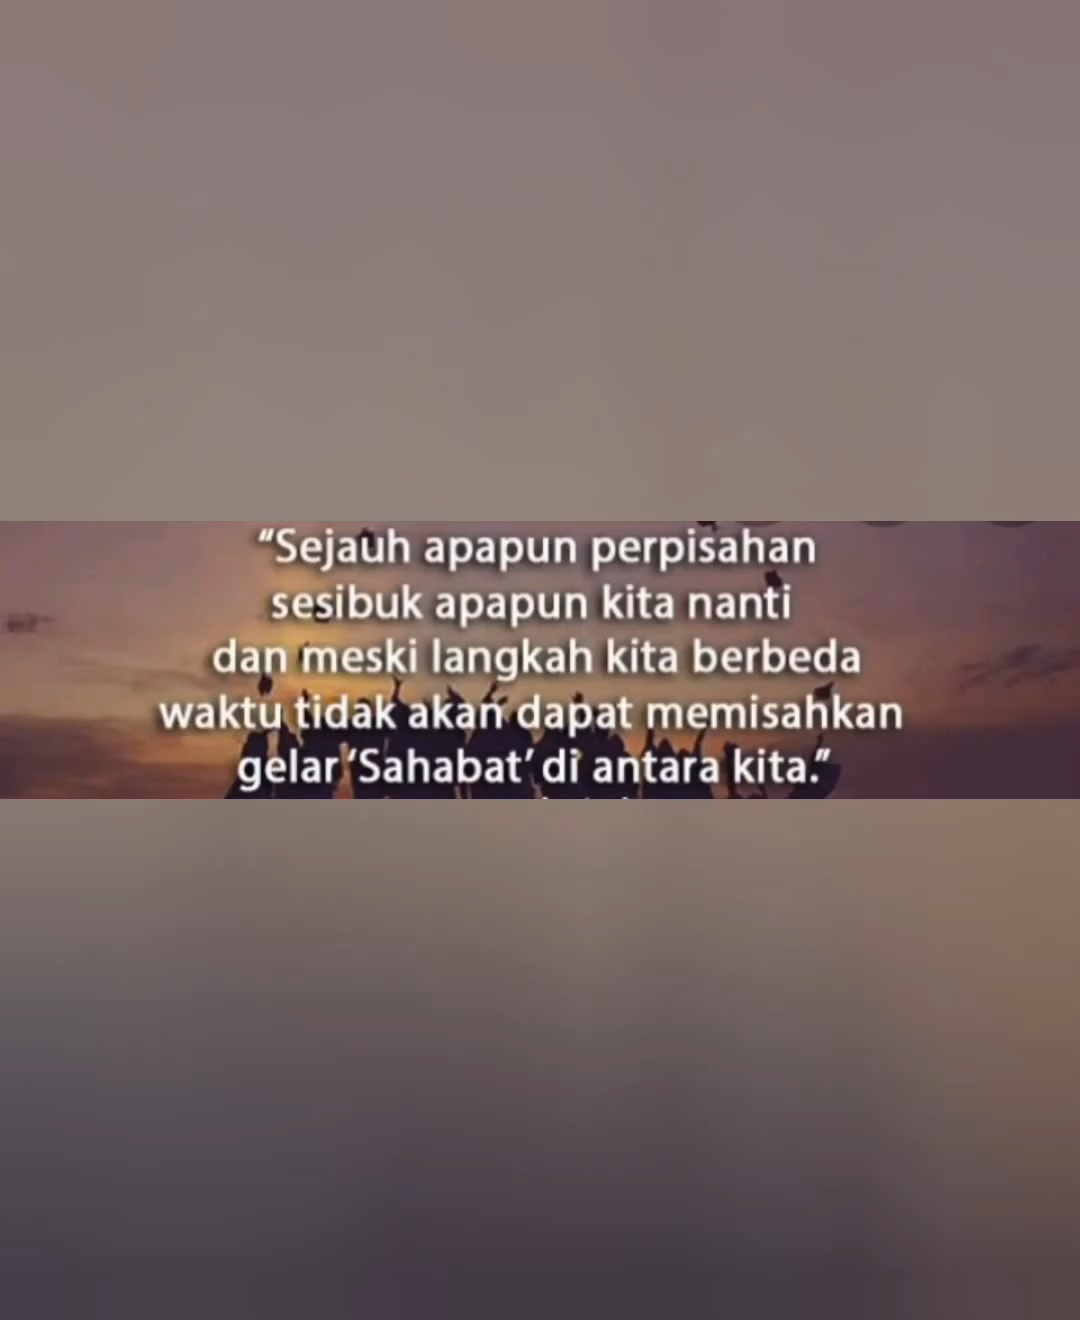 “Sejauh apapun perpisahan
sesibuk apapun kita nanti
dan meski langkah kita berbeda
waktu tidak akan dapat memisahkan
gelar ‘Sahabat’ di antara kita.”